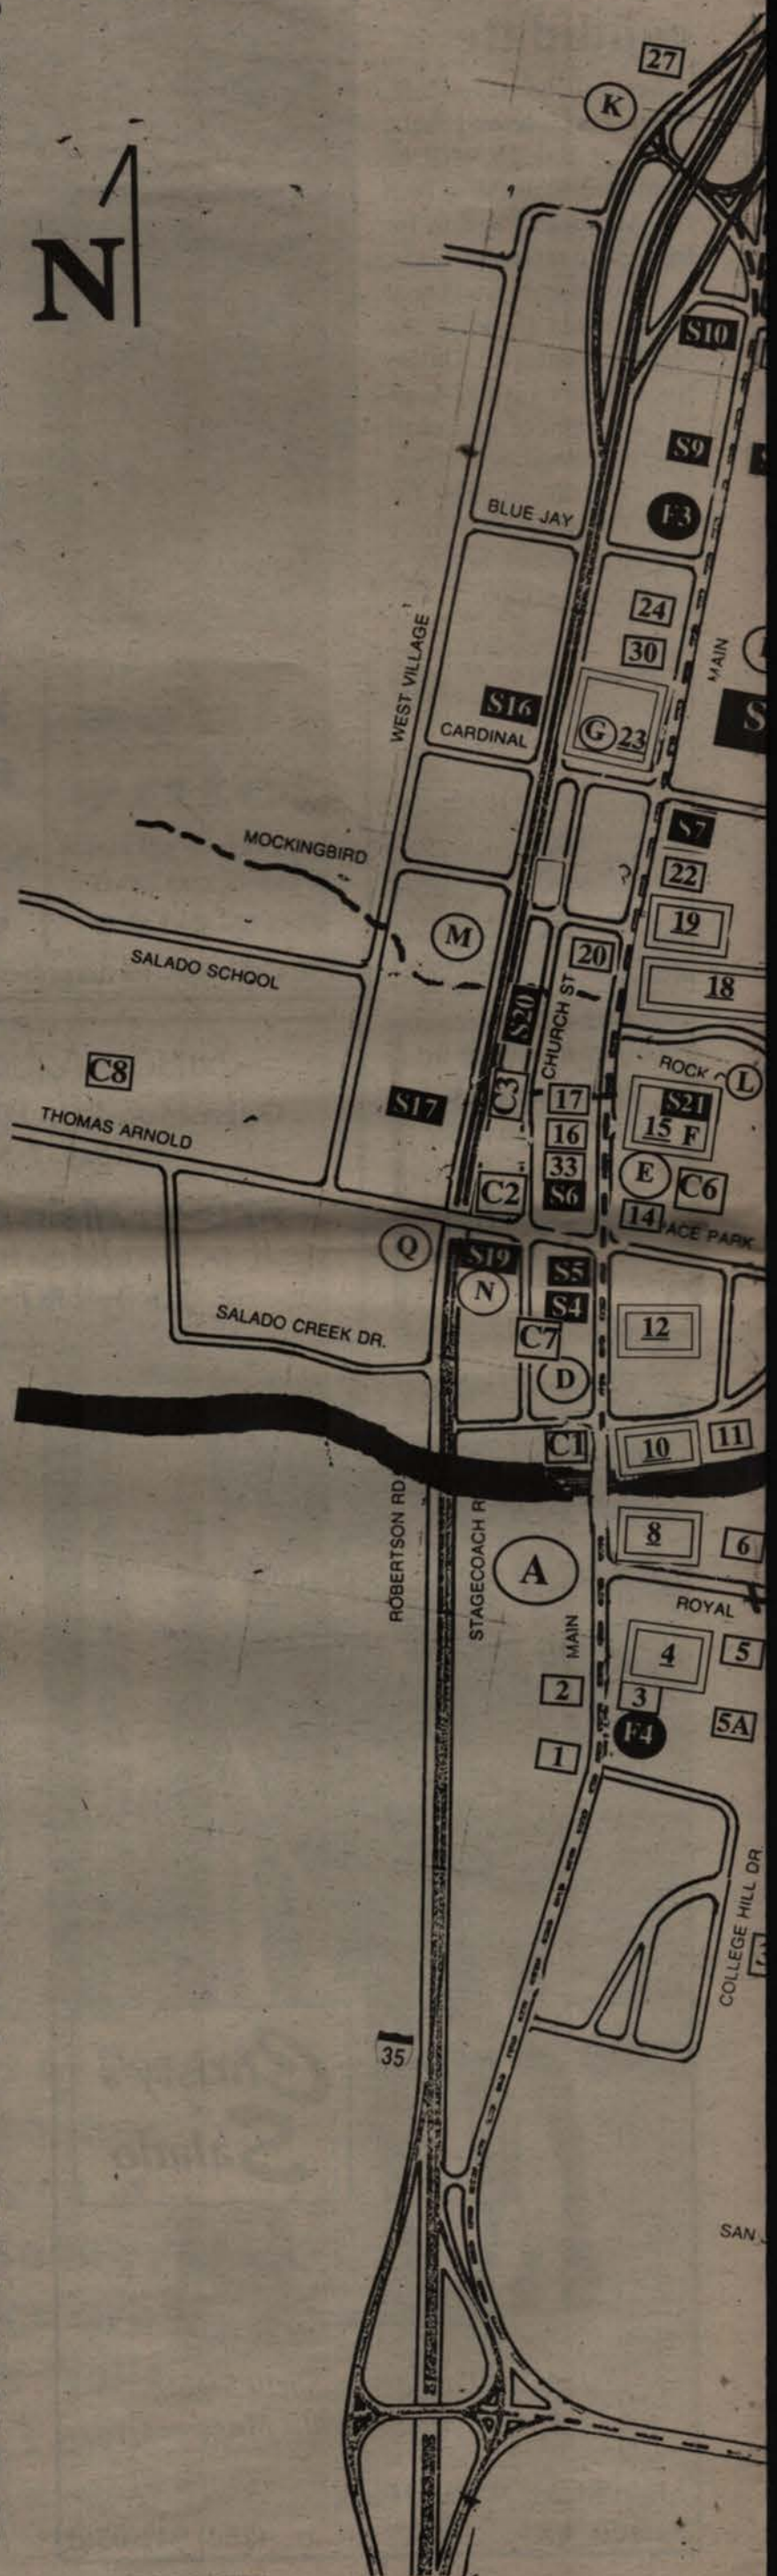 27
K
N
S10
S9
BLUE JAY
F3
24
30
MAIN
WEST VILLAGE
S16
CARDINAL
G 23
S
MOCKINGBIRD
S7
22
19
M
20
SALADO SCHOOL
18
S20
CHURCH ST
ROCK
L
C8
C3
S17
17
S21
15 F
THOMAS ARNOLD
16
33
E
C6
C2
S6
14
PACE PARK
Q
S19
S5
N
S4
12
SALADO CREEK DR.
C7
D
C1
10
11
8
6
ROBERTSON RD.
STAGECOACH R
A
ROYAL
MAIN
4
5
2
3
F4
5A
1
COLLEGE HILL DR
35
SAN